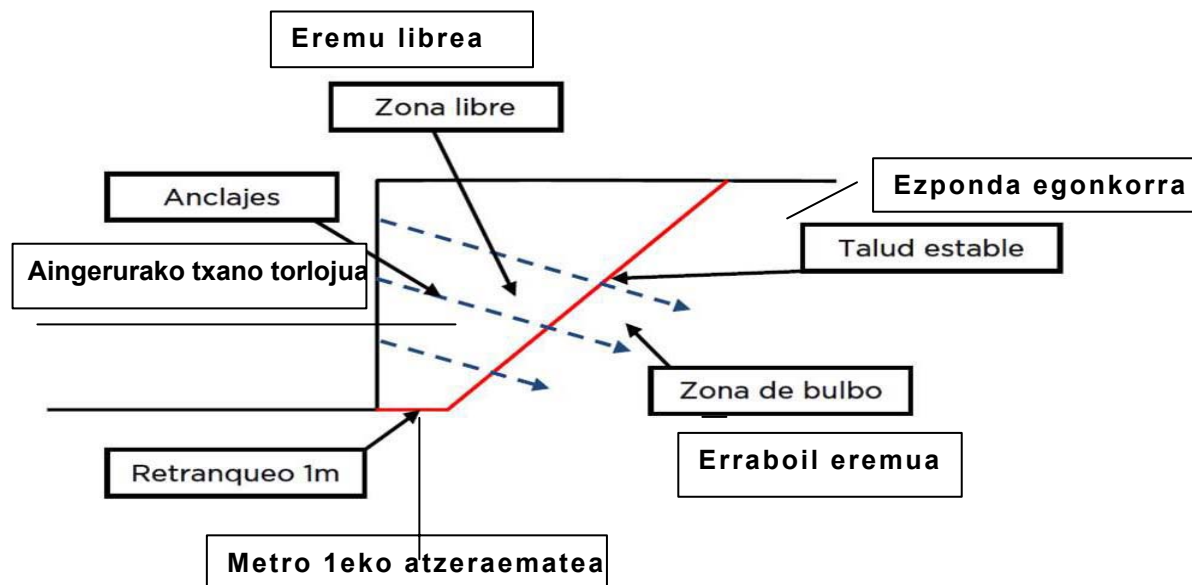 Eremu librea
Zona libre
Anclajes
Ezponda egonkorra
Talud estable
Aingerurako txano torlojua
Zona de bulbo
Erraboil eremua
Retranqueo 1m
Metro 1eko atzeraematea